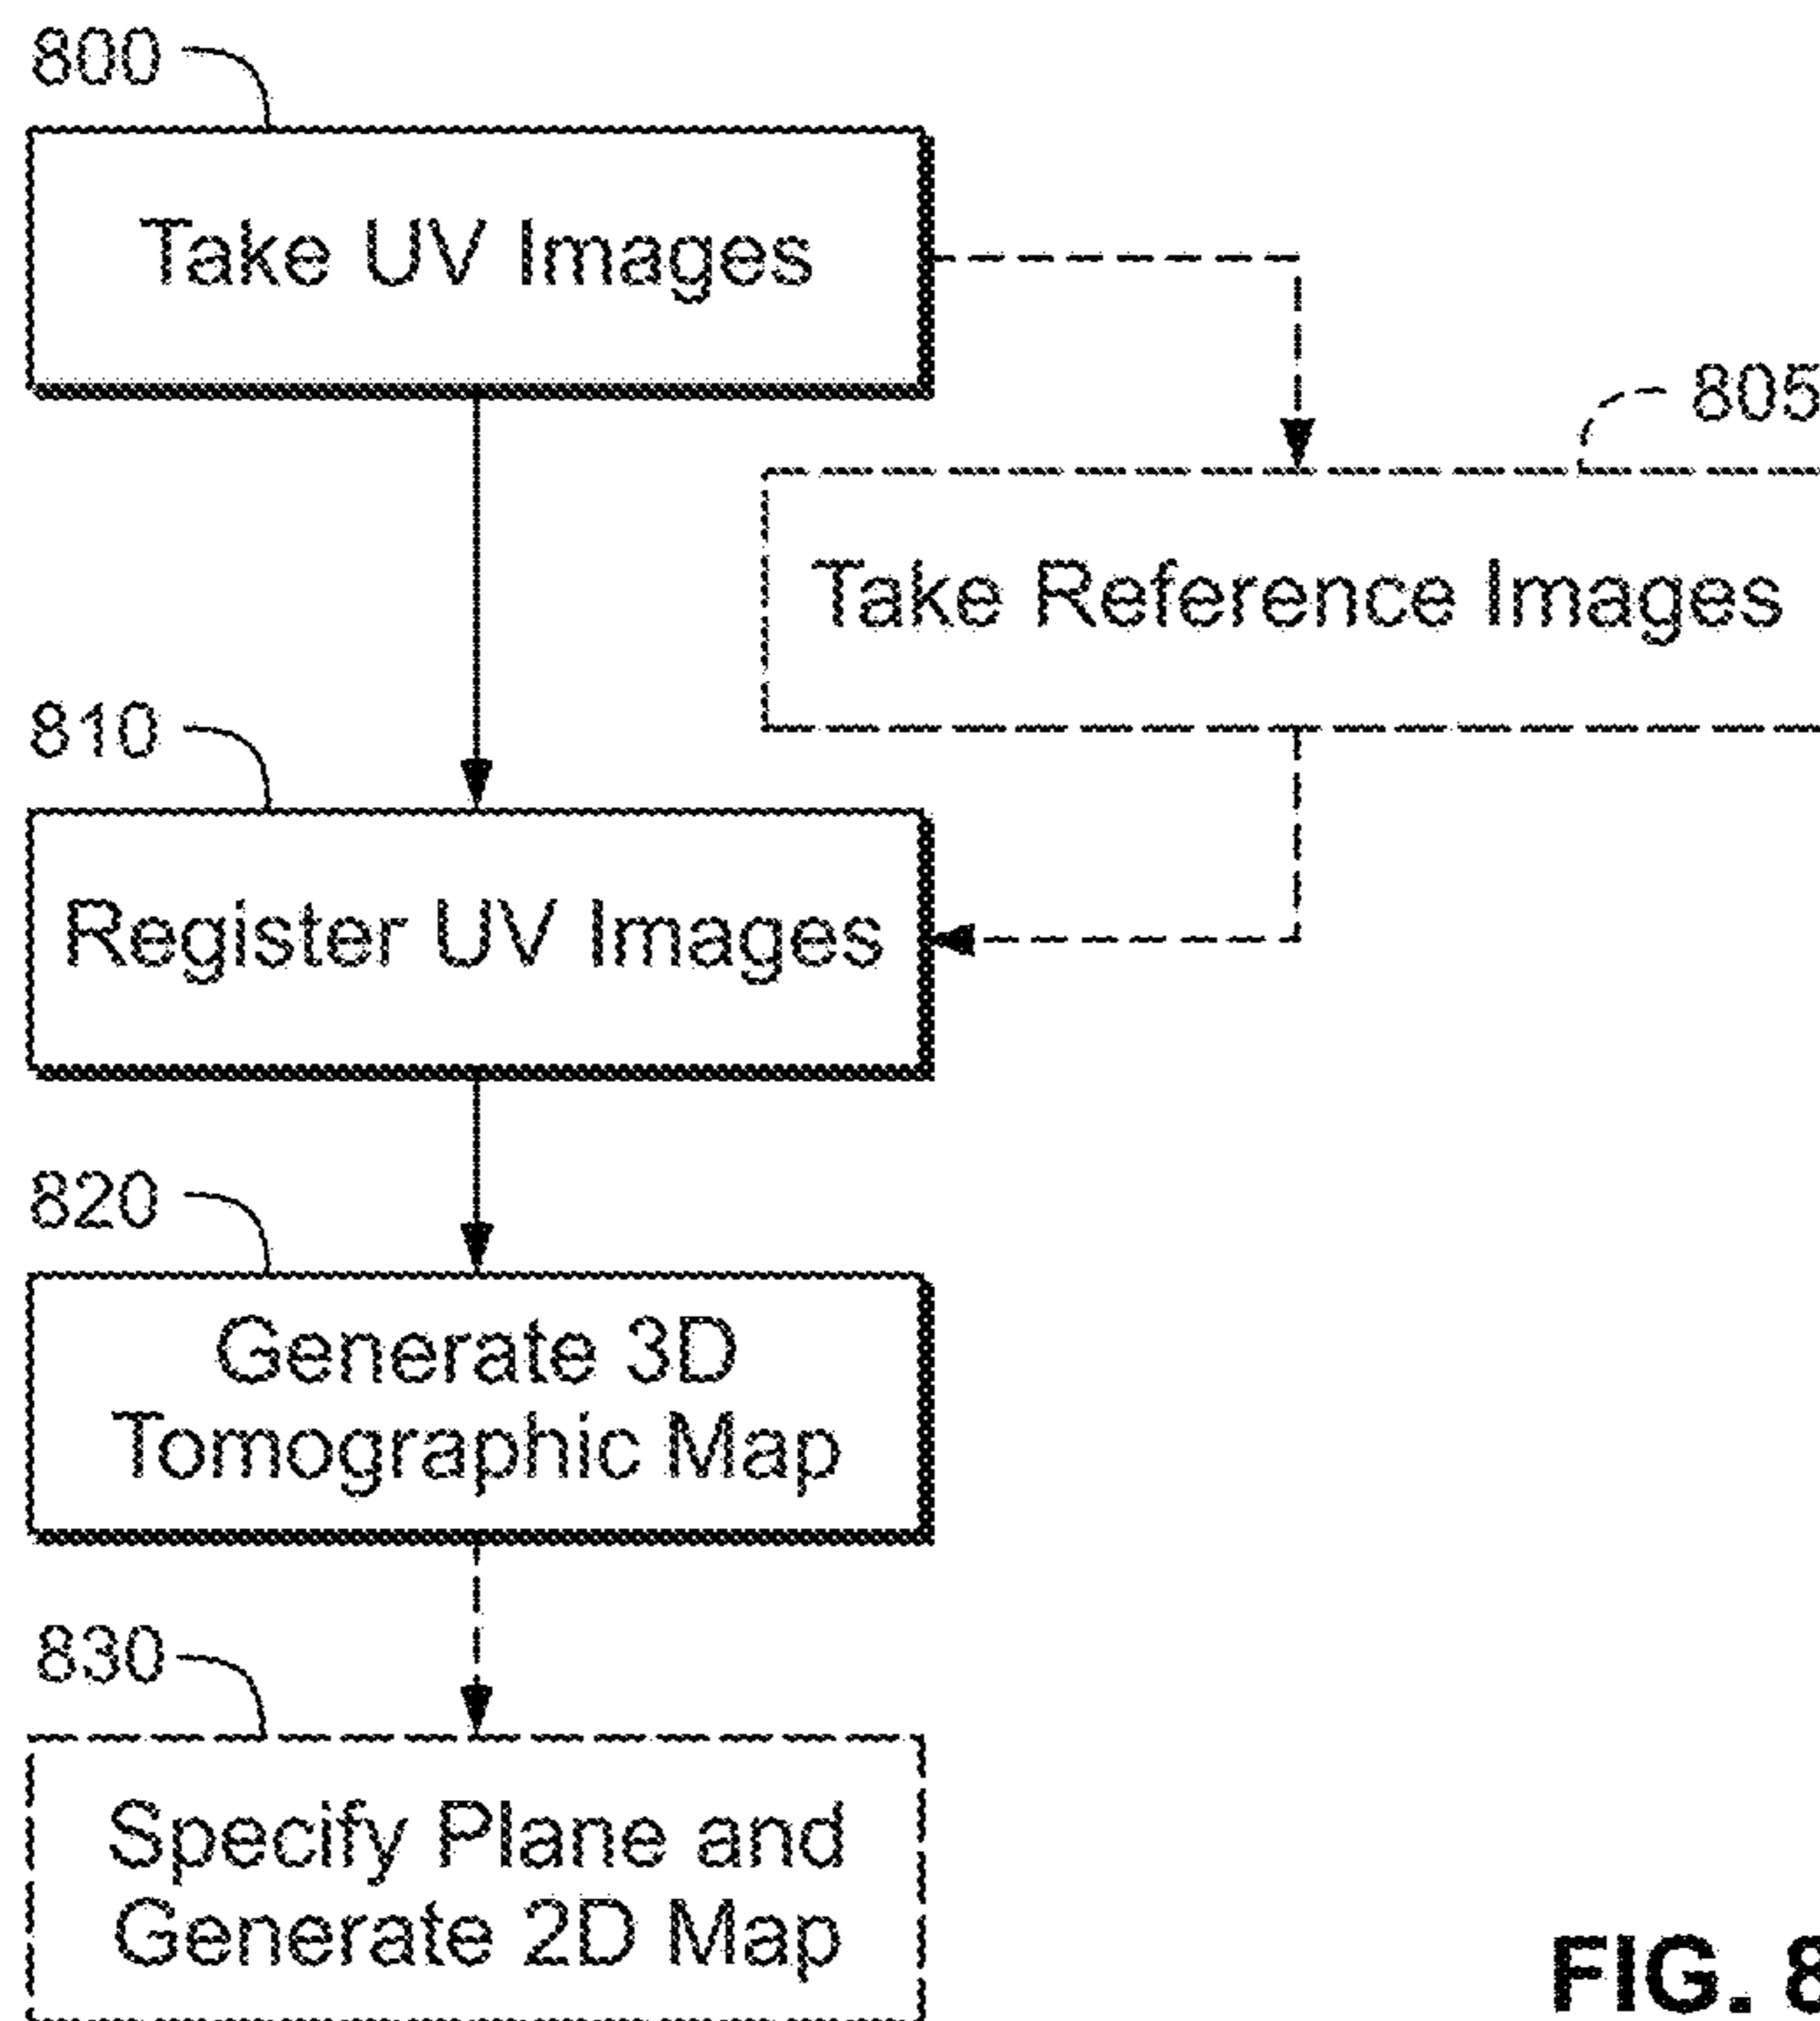 800
Take UV Images
805
Take Reference Images
810
Register UV Images
820
Generate 3D
Tomographic Map
830
Specify Plane and
Generate 2D Map
FIG. 8